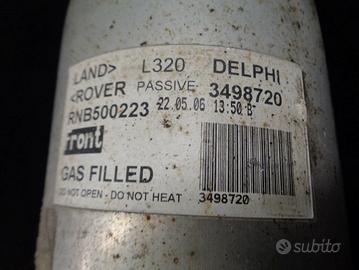 LAND> L320 DELPHI
<ROVER PASSIVE 3498720
RNB500223 22.05.06 13:50 B
Front
GAS FILLED
DO NOT OPEN - DO NOT HEAT 3498720
subito